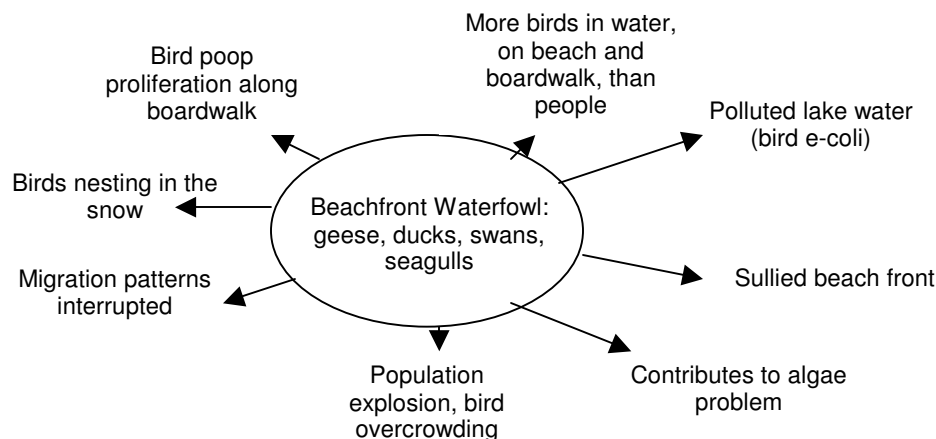 More birds in water,
on beach and
boardwalk, than
people
Bird poop
proliferation along
boardwalk
Polluted lake water
(bird e-coli)
Birds nesting in the
snow
Beachfront Waterfowl:
geese, ducks, swans,
seagulls
Migration patterns
interrupted
Sullied beach front
Population
explosion, bird
overcrowding
Contributes to algae
problem